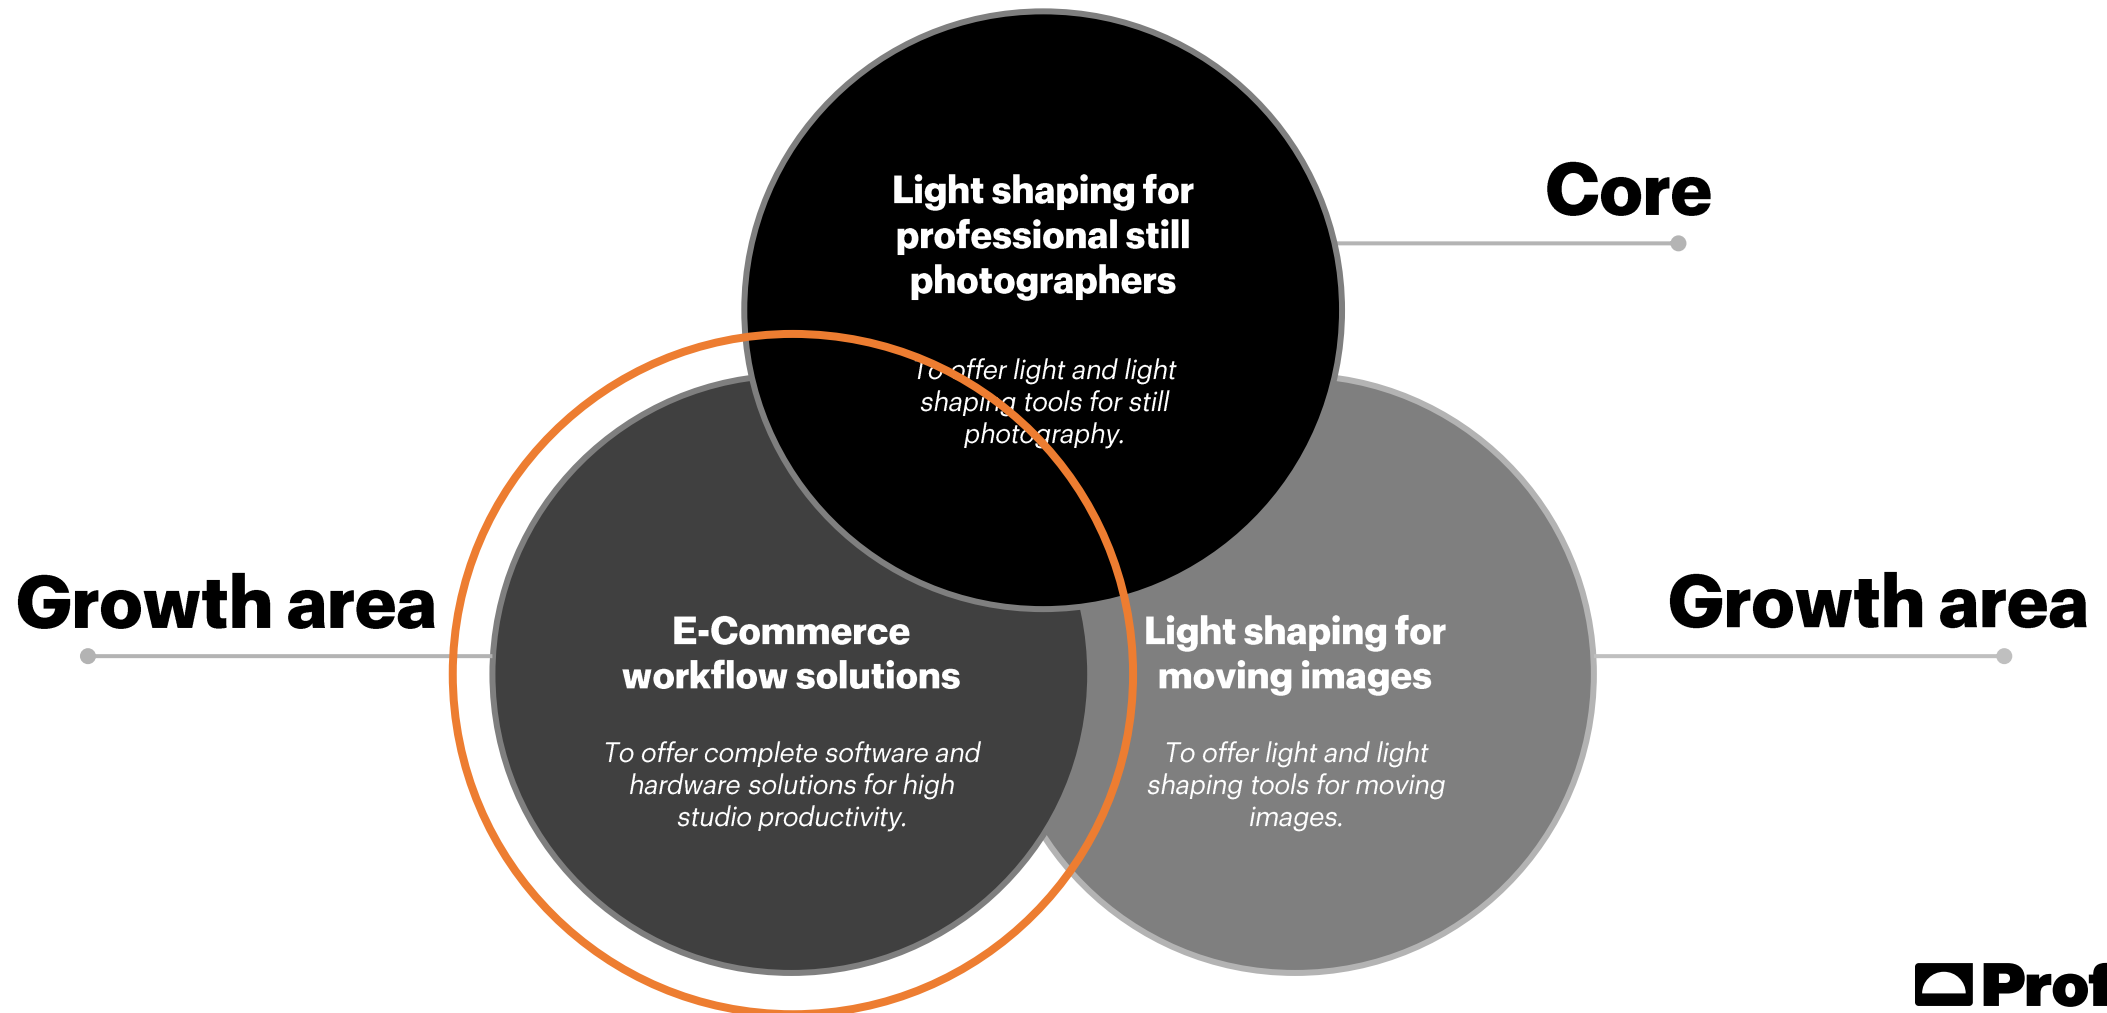 Light shaping for
professional still
photographers
Core
To offer light and light
shaping tools for still
photography.
Growth area
E-Commerce
workflow solutions
To offer complete software and
hardware solutions for high
studio productivity.
Light shaping for
moving images
To offer light and light
shaping tools for moving
images.
Growth area
Prof